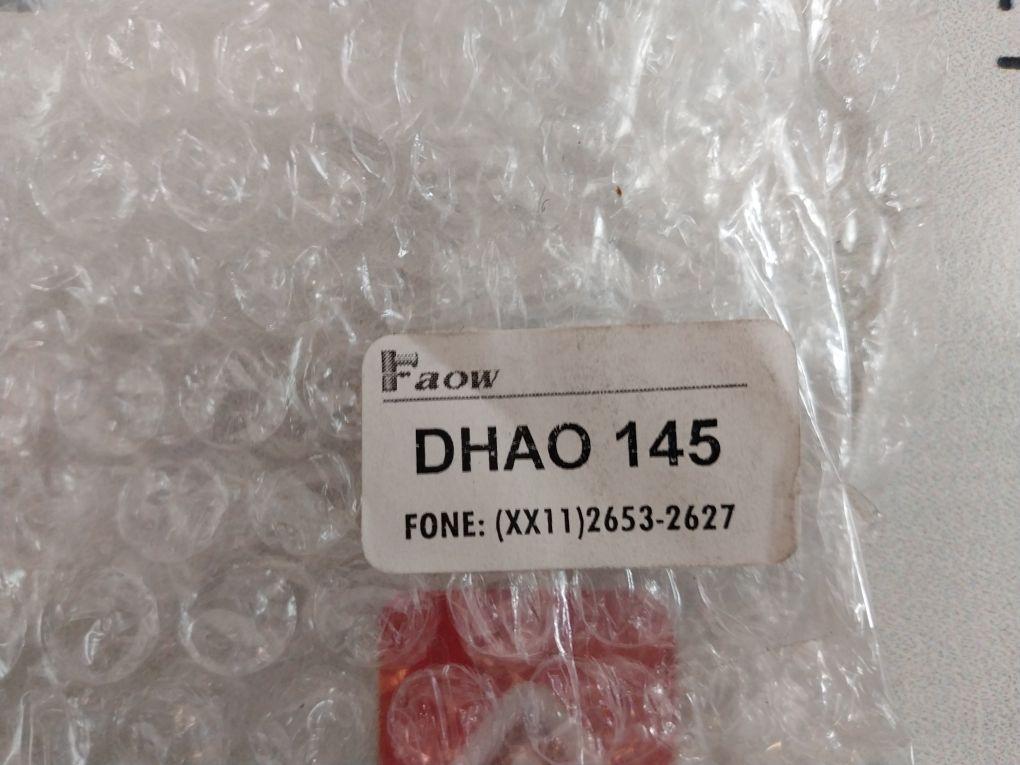 Faow
DHAO 145
FONE: (XX11)2653-2627